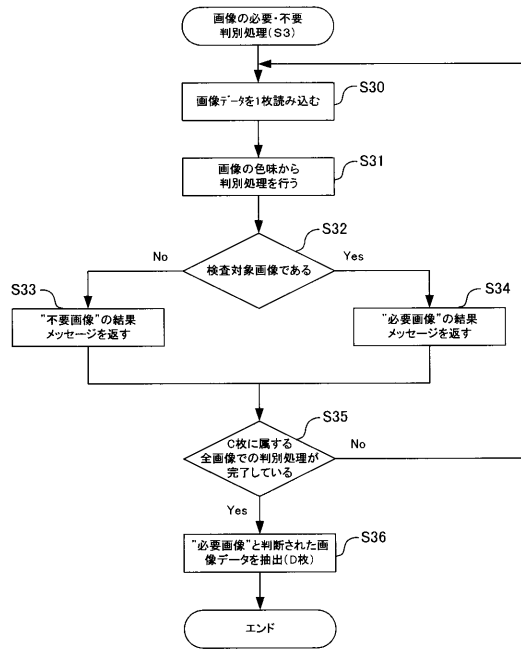 画像の必要・不要
判別処理(S3)
S30
画像データを1枚読み込む
S31
画像の色味から
判別処理を行う
S32
検査対象画像である
No
Yes
S33
"不要画像"の結果
メッセージを返す
S34
"必要画像"の結果
メッセージを返す
S35
C枚に属する
全画像での判別処理が
完了している
No
Yes
S36
"必要画像"と判断された画
像データを抽出(D枚)
エンド